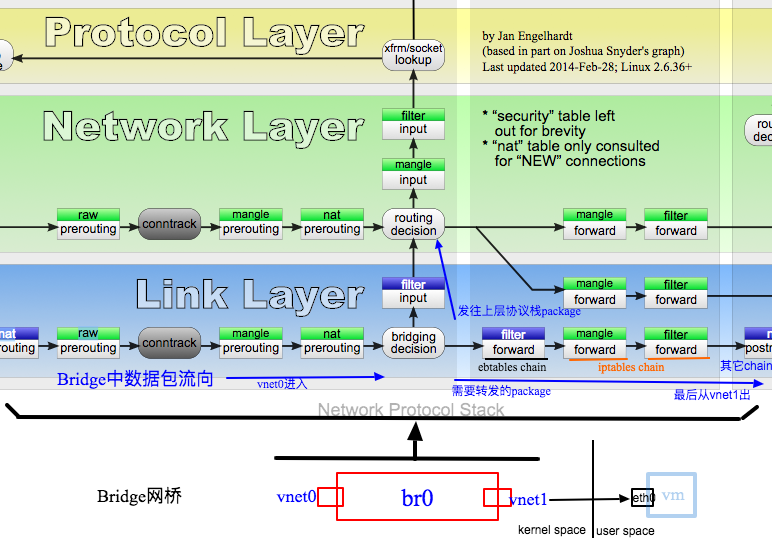 Protocol Layer
xfrm/socket
lookup
by Jan Engelhardt
(based in part on Joshua Snyder's graph)
Last updated 2014-Feb-28; Linux 2.6.36+
Network Layer
filter
input
* “security” table left
out for brevity
* “nat” table only consulted
for “NEW” connections
mangle
input
raw
prerouting
conntrack
mangle
prerouting
nat
prerouting
routing
decision
mangle
forward
filter
forward
Link Layer
filter
input
mangle
forward
filter
forward
发往上层协议栈package
nat
raw
prerouting
conntrack
mangle
prerouting
nat
prerouting
bridging
decision
filter
forward
mangle
forward
filter
forward
ebtables chain
iptables chain
其它chain
Bridge中数据包流向
vnet0进入
需要转发的package
最后从vnet1出
Network Protocol Stack
Bridge网桥
vnet0
br0
vnet1
eth0
vm
kernel space
user space